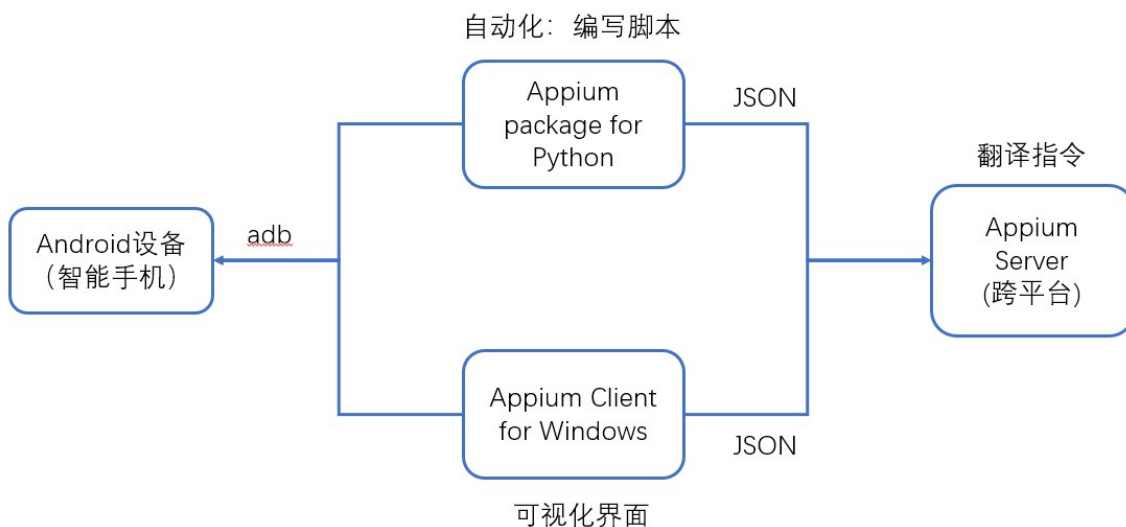 自动化：编写脚本
Appium
package for
Python
JSON
翻译指令
Android设备
（智能手机）
adb
Appium
Server
(跨平台)
Appium Client
for Windows
JSON
可视化界面